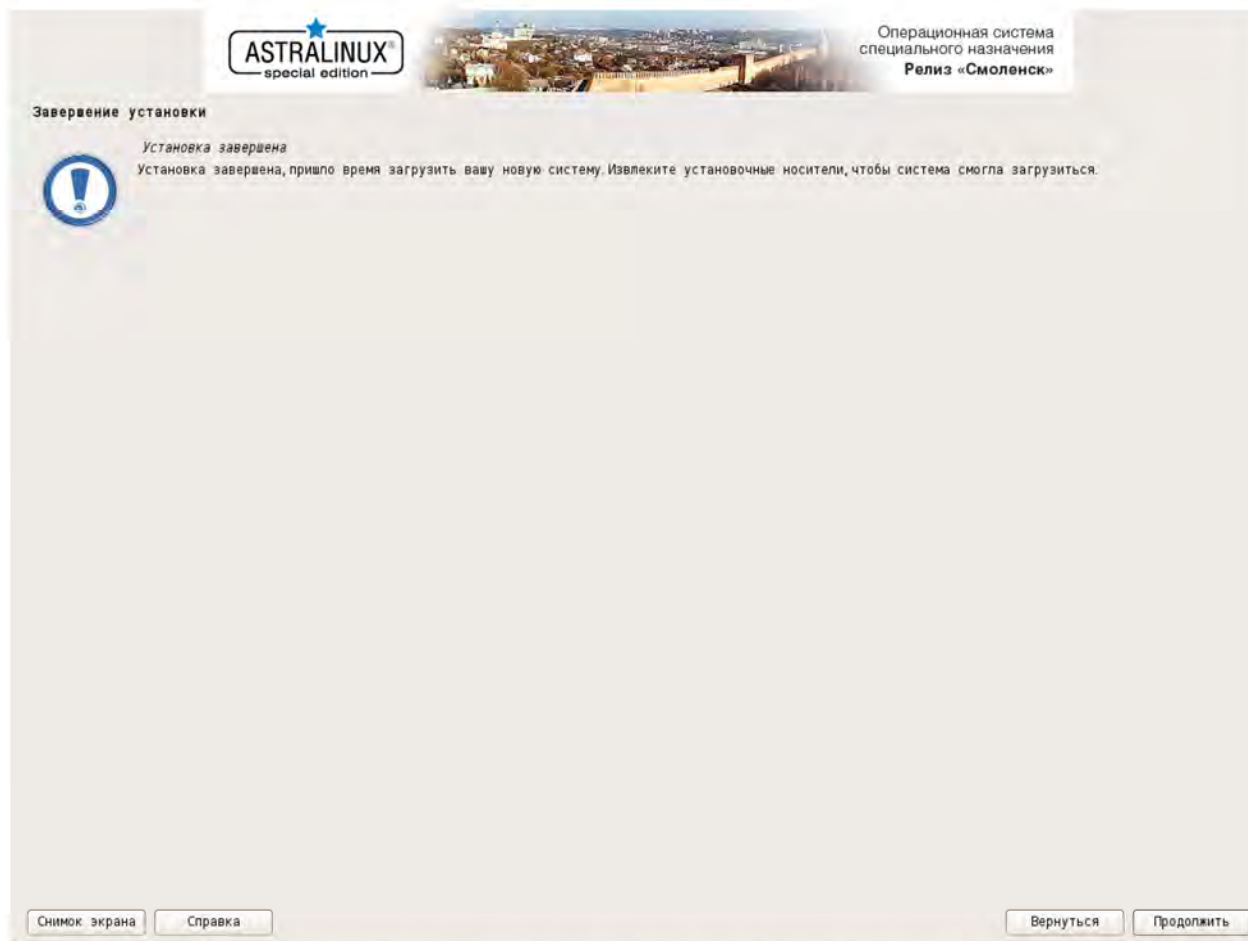 ASTRALINUX®
special edition
Операционная система
специального назначения
Релиз «Смоленск»
Завершение установки
Установка завершена
Установка завершена, пришло время загрузить вашу новую систему. Извлеките установочные носители, чтобы система смогла загрузиться.
Снимок экрана
Справка
Вернуться
Продолжить